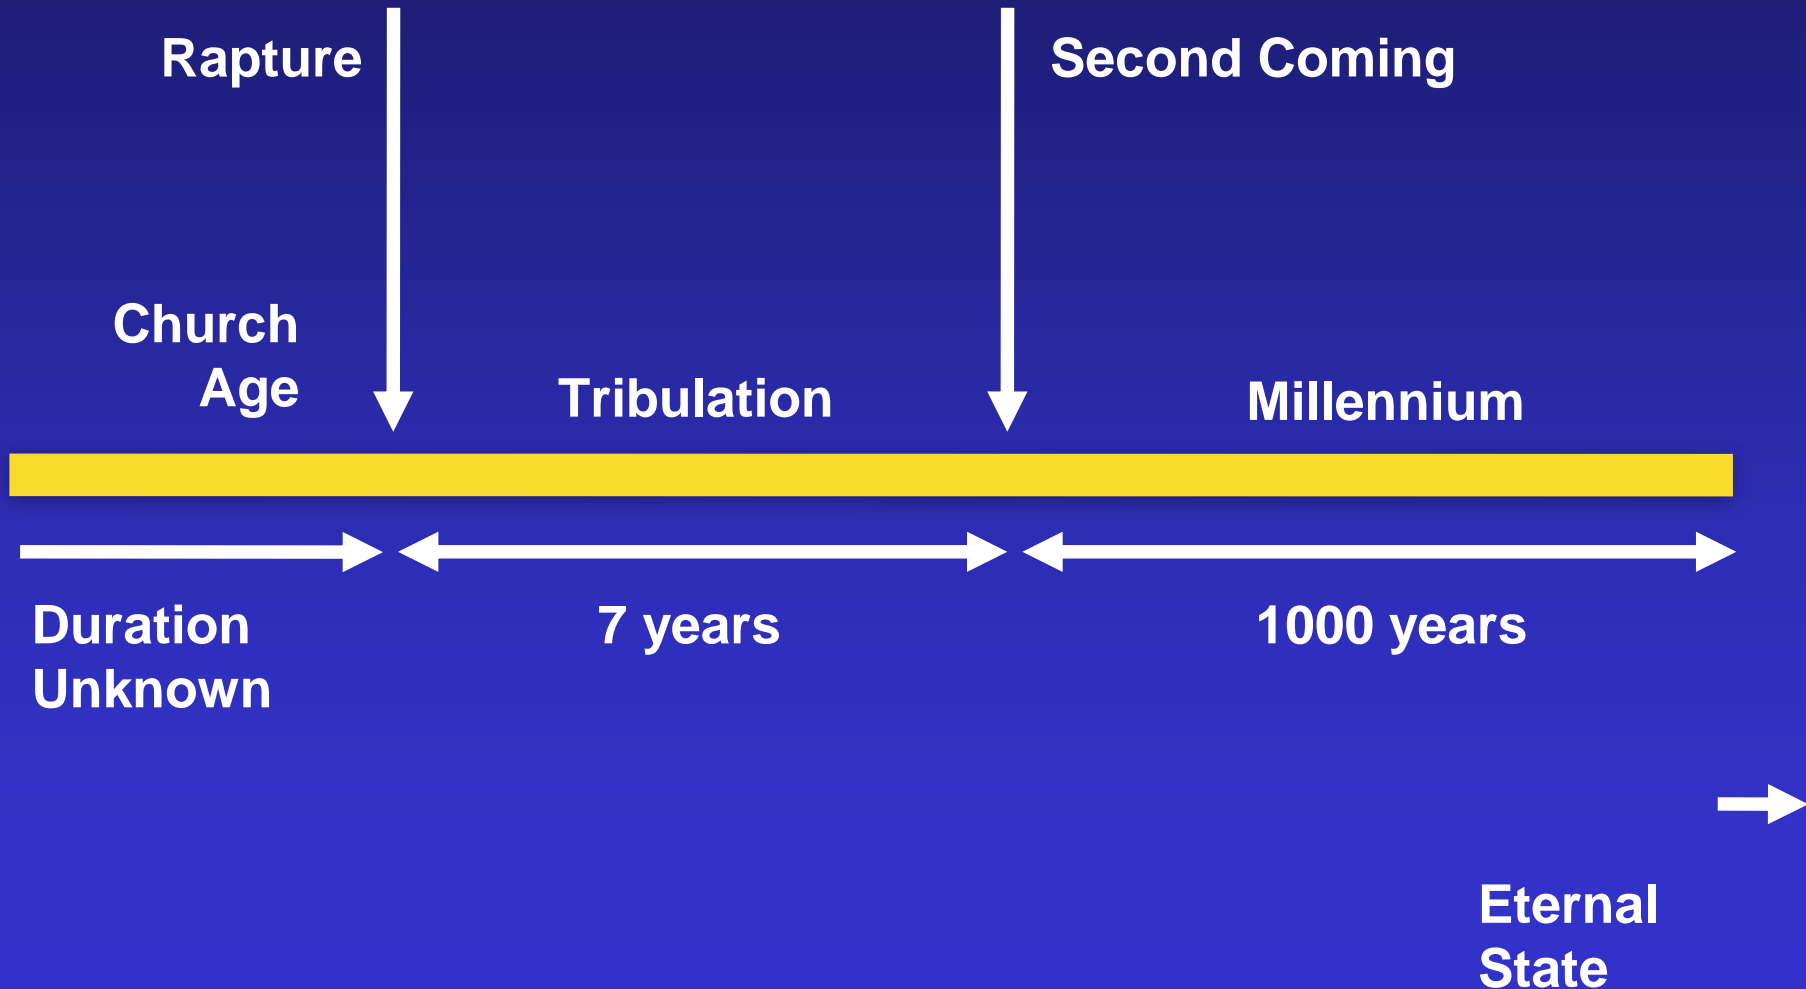 Rapture
Second Coming
Church
Age
Tribulation
Millennium
Duration
Unknown
7 years
1000 years
Eternal
State